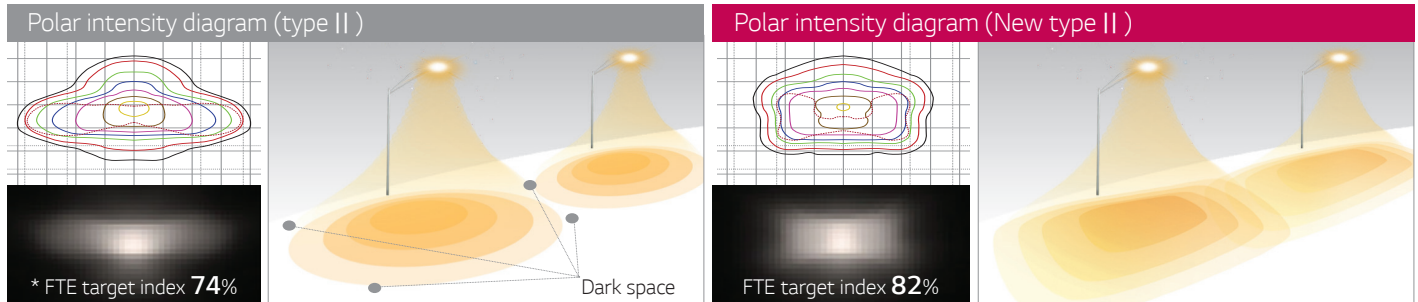 Polar intensity diagram (type II)
* FTE target index 74%
Dark space
Polar intensity diagram (New type II)
FTE target index 82%